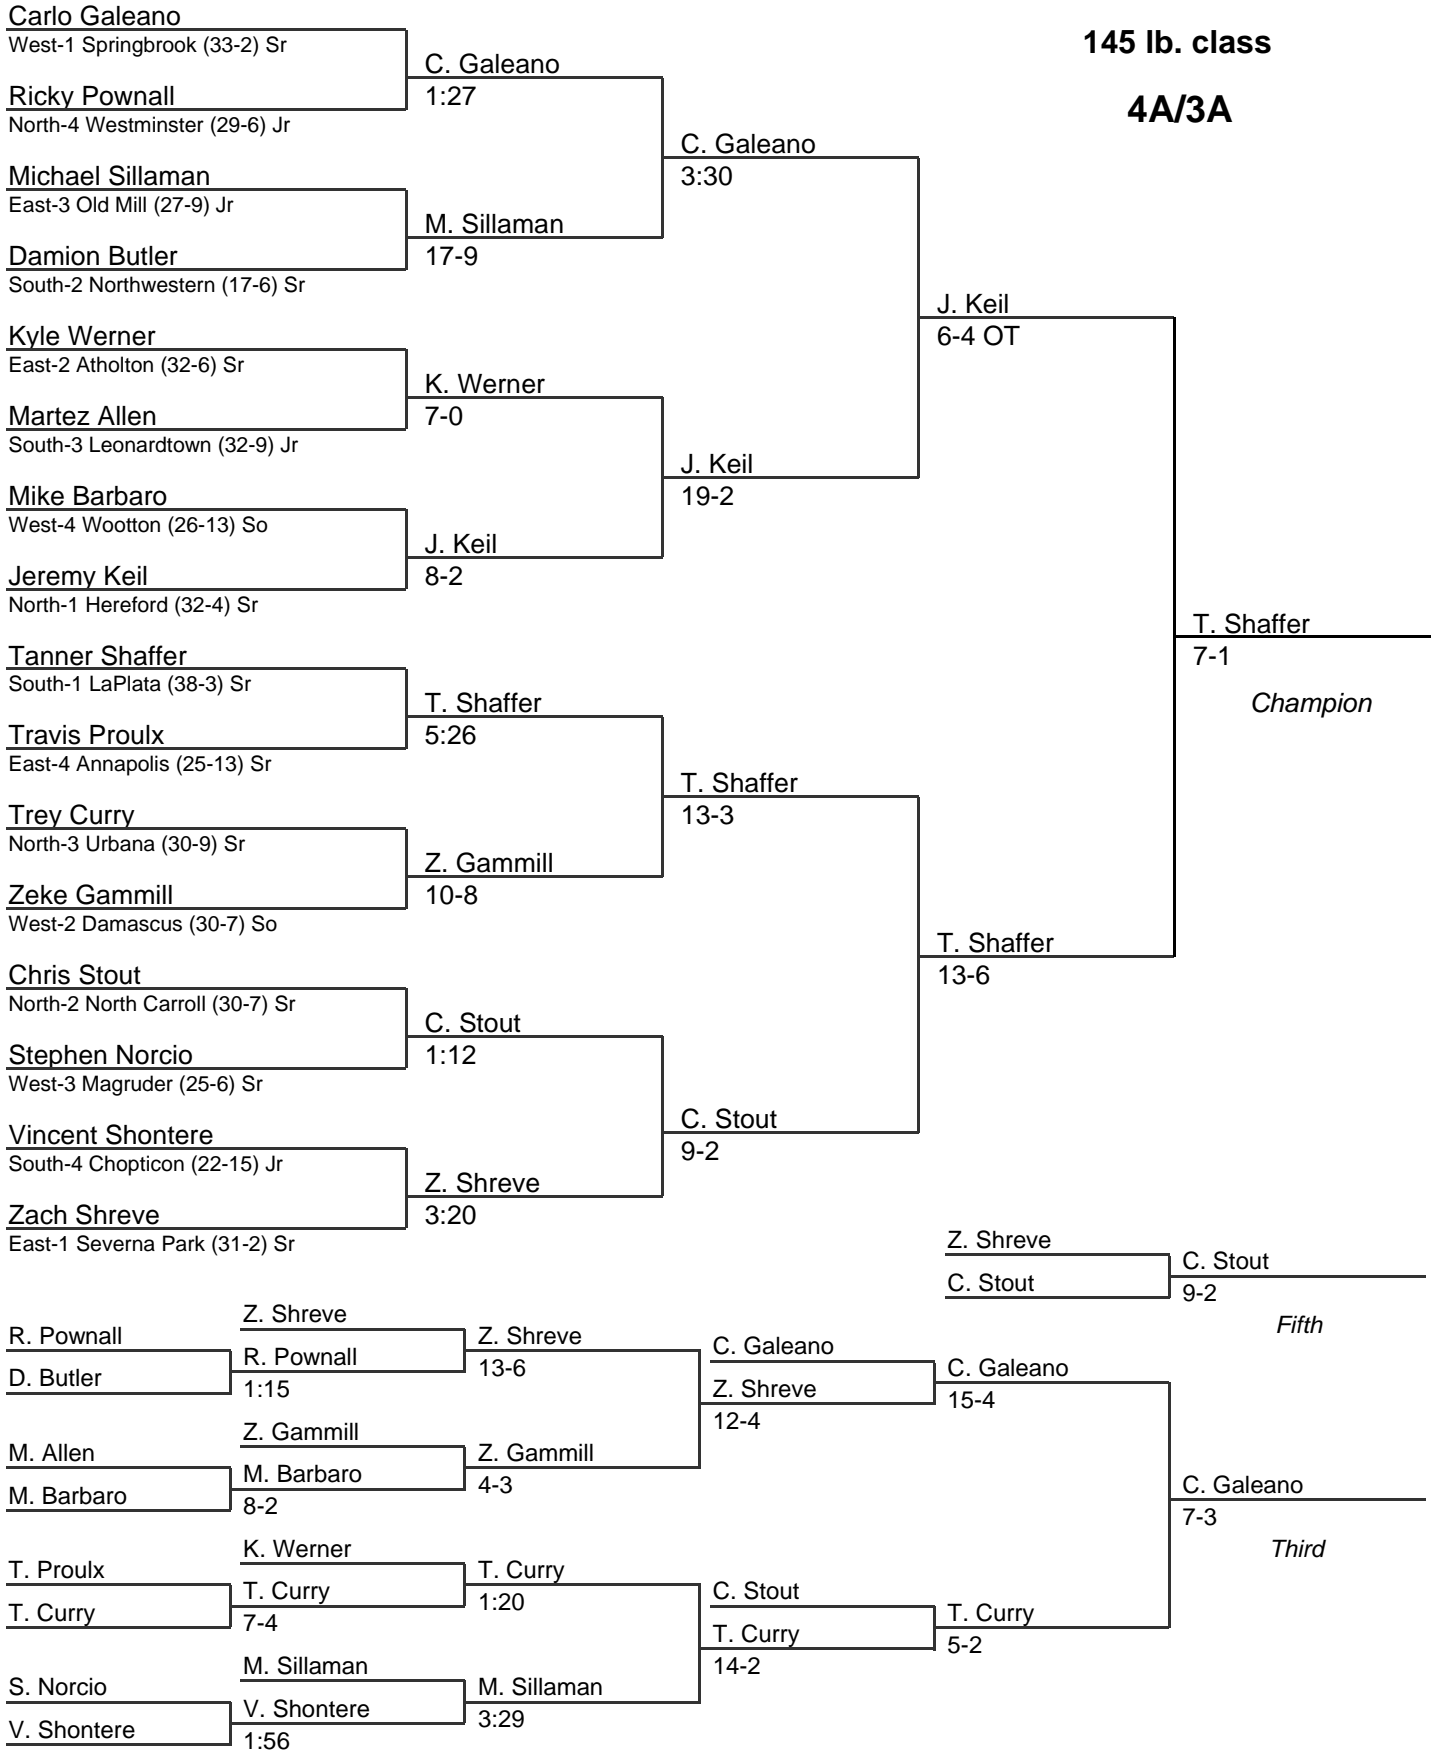 145 lb. class
4A/3A
Carlo Galeano
West-1 Springbrook (33-2) Sr
Ricky Pownall
North-4 Westminster (29-6) Jr
Michael Sillaman
East-3 Old Mill (27-9) Jr
Damion Butler
South-2 Northwestern (17-6) Sr
Kyle Werner
East-2 Atholton (32-6) Sr
Martez Allen
South-3 Leonardtown (32-9) Jr
Mike Barbaro
West-4 Wootton (26-13) So
Jeremy Keil
North-1 Hereford (32-4) Sr
Tanner Shaffer
South-1 LaPlata (38-3) Sr
Travis Proulx
East-4 Annapolis (25-13) Sr
Trey Curry
North-3 Urbana (30-9) Sr
Zeke Gammill
West-2 Damascus (30-7) So
Chris Stout
North-2 North Carroll (30-7) Sr
Stephen Norcio
West-3 Magruder (25-6) Sr
Vincent Shontere
South-4 Chopticon (22-15) Jr
Zach Shreve
East-1 Severna Park (31-2) Sr
C. Galeano
1:27
M. Sillaman
17-9
K. Werner
7-0
J. Keil
8-2
T. Shaffer
5:26
Z. Gammill
10-8
C. Stout
1:12
Z. Shreve
3:20
C. Galeano
3:30
J. Keil
19-2
T. Shaffer
13-3
C. Stout
9-2
J. Keil
6-4 OT
T. Shaffer
13-6
T. Shaffer
7-1
Champion
Z. Shreve
C. Stout
C. Stout
9-2
Fifth
R. Pownall
D. Butler
M. Allen
M. Barbaro
T. Proulx
T. Curry
S. Norcio
V. Shontere
Z. Shreve
R. Pownall
1:15
Z. Gammill
M. Barbaro
8-2
K. Werner
T. Curry
7-4
M. Sillaman
V. Shontere
1:56
Z. Shreve
13-6
Z. Gammill
4-3
T. Curry
1:20
M. Sillaman
3:29
C. Galeano
Z. Shreve
12-4
C. Stout
T. Curry
14-2
C. Galeano
15-4
T. Curry
5-2
C. Galeano
7-3
Third